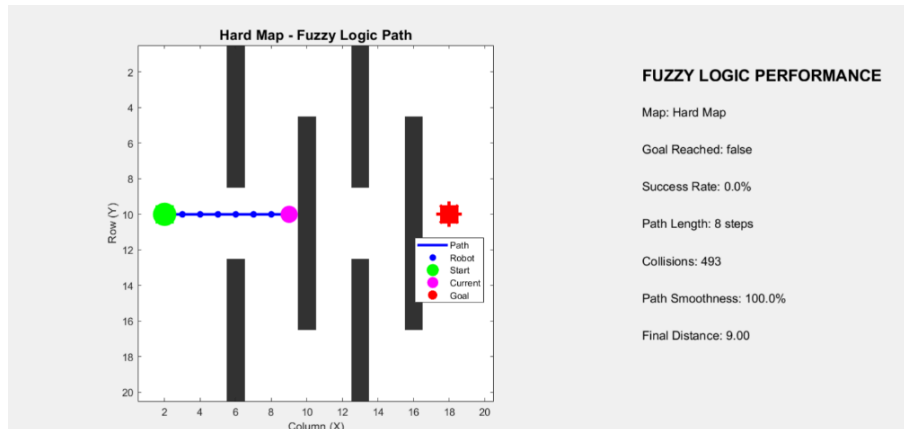 Hard Map - Fuzzy Logic Path
2
4
6
8
10
12
14
16
18
20
Row (Y)
2 4 6 8 10 12 14 16 18 20
Column (X)
Path
Robot
Start
Current
Goal
FUZZY LOGIC PERFORMANCE
Map: Hard Map
Goal Reached: false
Success Rate: 0.0%
Path Length: 8 steps
Collisions: 493
Path Smoothness: 100.0%
Final Distance: 9.00